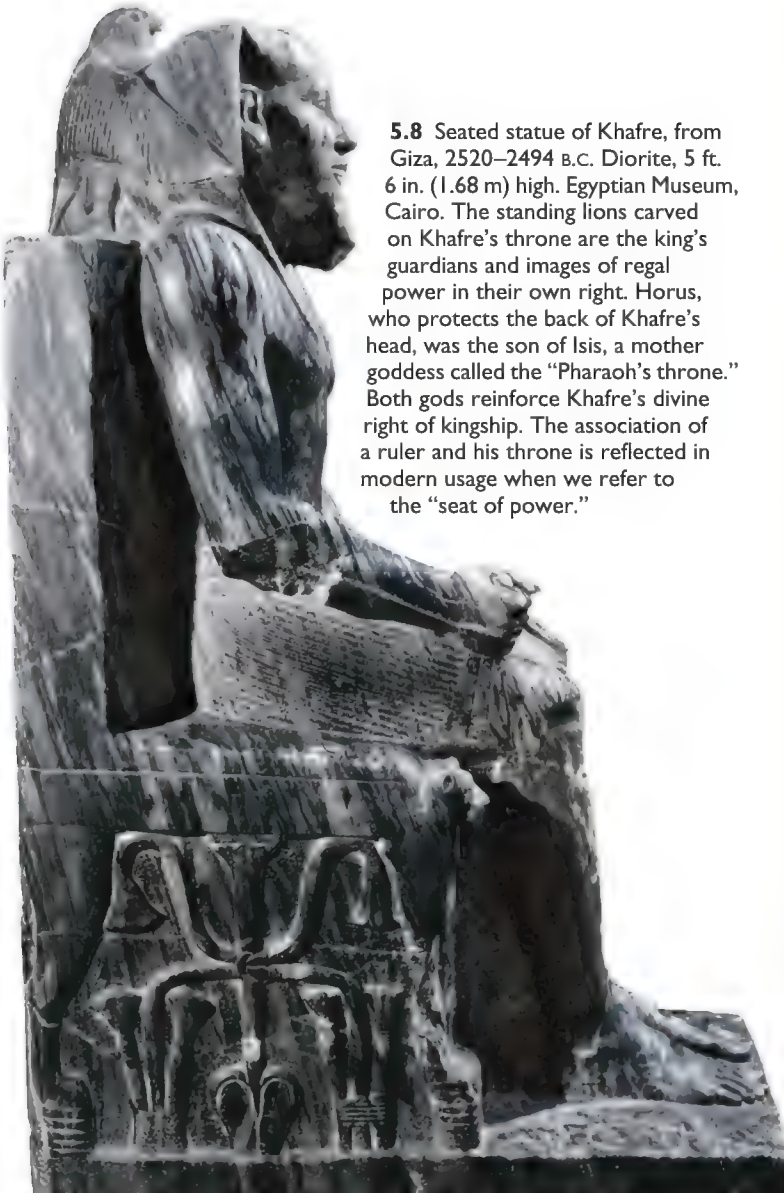 5.8 Seated statue of Khafre, from
Giza, 2520–2494 B.C. Diorite, 5 ft.
6 in. (1.68 m) high. Egyptian Museum,
Cairo. The standing lions carved
on Khafre’s throne are the king’s
guardians and images of regal
power in their own right. Horus,
who protects the back of Khafre’s
head, was the son of Isis, a mother
goddess called the “Pharaoh’s throne.”
Both gods reinforce Khafre’s divine
right of kingship. The association of
a ruler and his throne is reflected in
modern usage when we refer to
the “seat of power.”